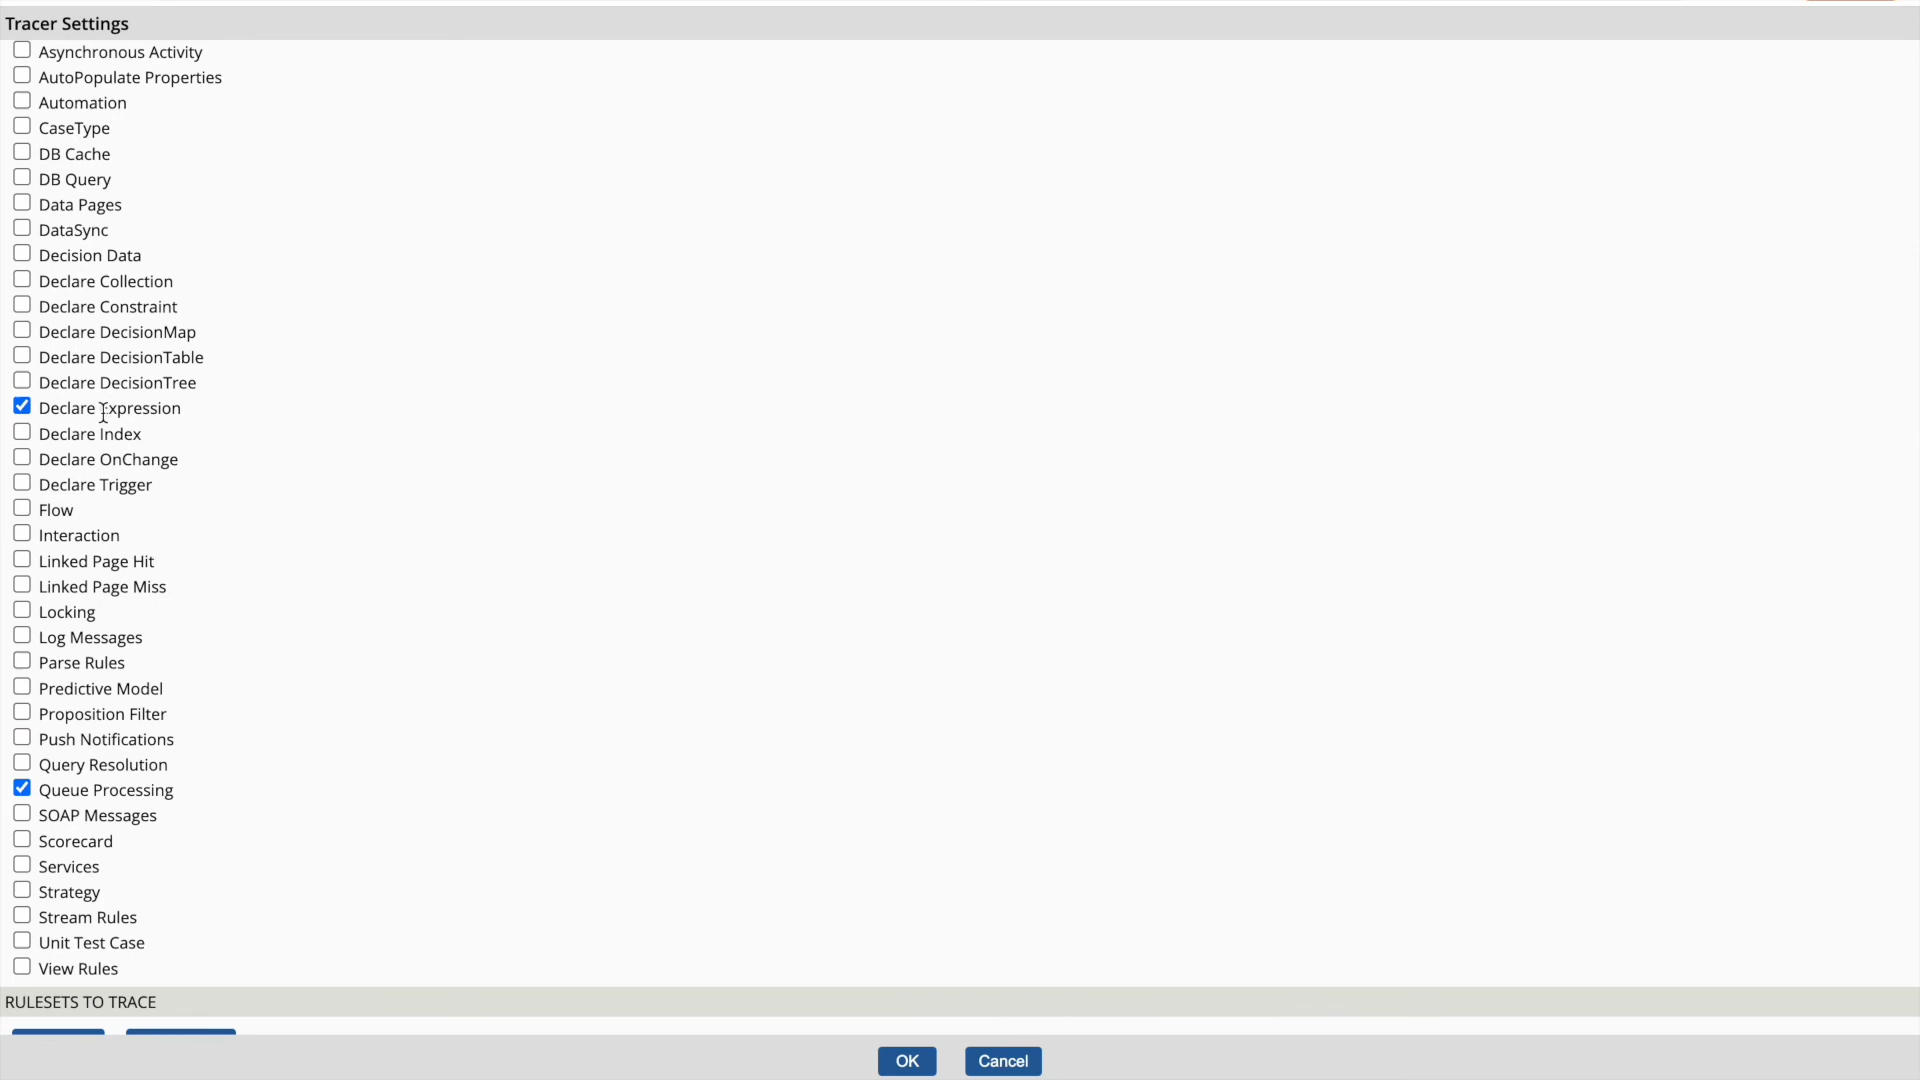 Tracer Settings
Asynchronous Activity
AutoPopulate Properties
Automation
CaseType
DB Cache
DB Query
Data Pages
DataSync
Decision Data
Declare Collection
Declare Constraint
Declare DecisionMap
Declare DecisionTable
Declare DecisionTree
Declare Expression
Declare Index
Declare OnChange
Declare Trigger
Flow
Interaction
Linked Page Hit
Linked Page Miss
Locking
Log Messages
Parse Rules
Predictive Model
Proposition Filter
Push Notifications
Query Resolution
Queue Processing
SOAP Messages
Scorecard
Services
Strategy
Stream Rules
Unit Test Case
View Rules
RULESETS TO TRACE
OK Cancel